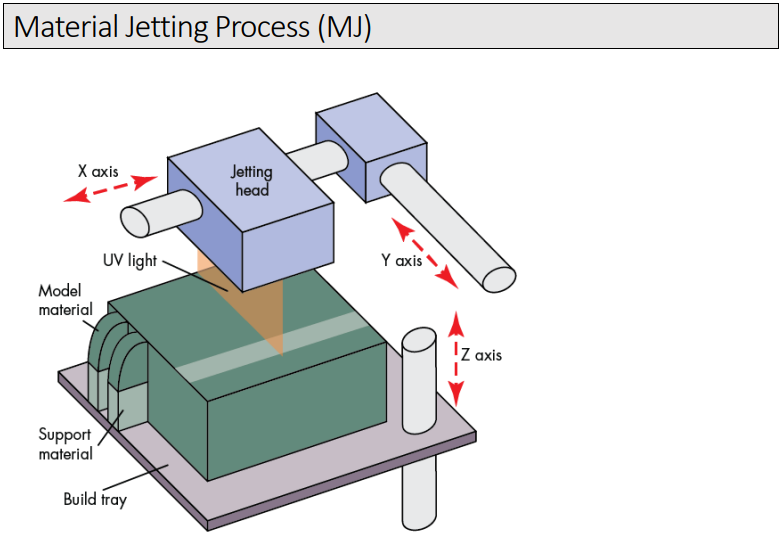 Material Jetting Process (MJ)
Jetting
head
X axis
UV light
Y axis
Model
material
Z axis
Support
material
Build tray